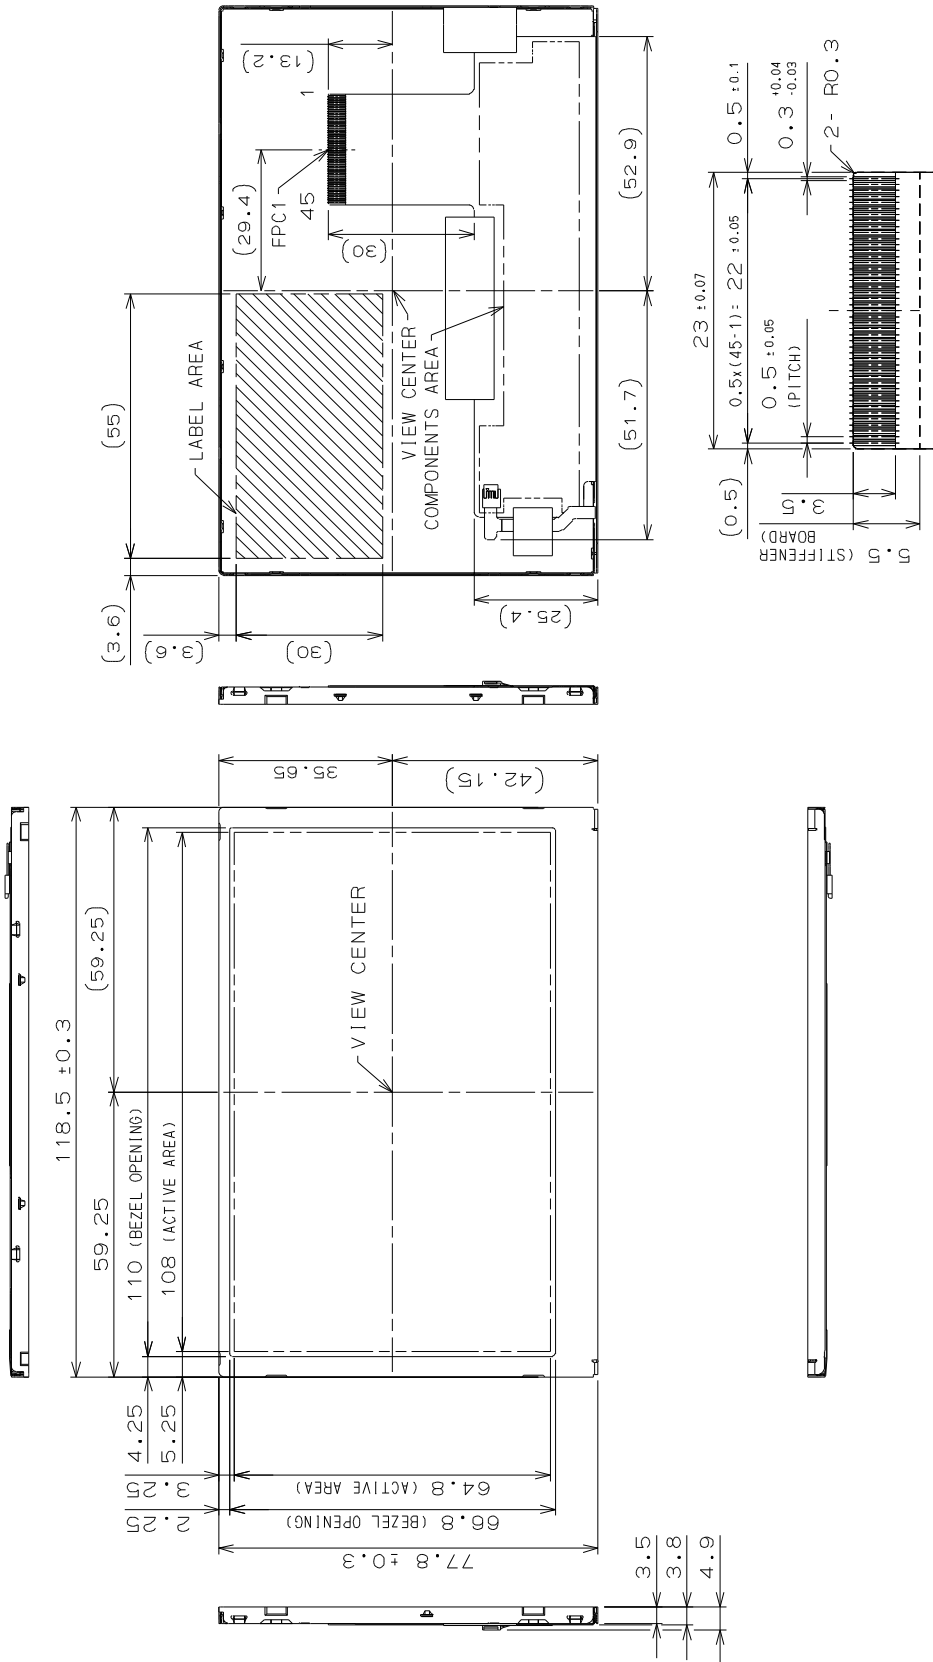 (13.2)
1
(29.4)
FPC1
45
(30)
(52.9)
(55)
LABEL AREA
VIEW CENTER
COMPONENTS AREA
(51.7)
(3.6)
(3.6)
(30)
(25.4)
0.5 ±0.1
0.3 +0.04 -0.03
2- R0.3
23 ±0.07
0.5x(45-1)= 22 ±0.05
0.5 ±0.05
(PITCH)
(0.5)
3.5
5.5 (STIFFENER
BOARD)
35.65
(42.15)
(59.25)
118.5 ±0.3
59.25
110 (BEZEL OPENING)
108 (ACTIVE AREA)
VIEW CENTER
4.25
5.25
3.25
2.25
64.8 (ACTIVE AREA)
66.8 (BEZEL OPENING)
77.8 ±0.3
3.5
3.8
4.9